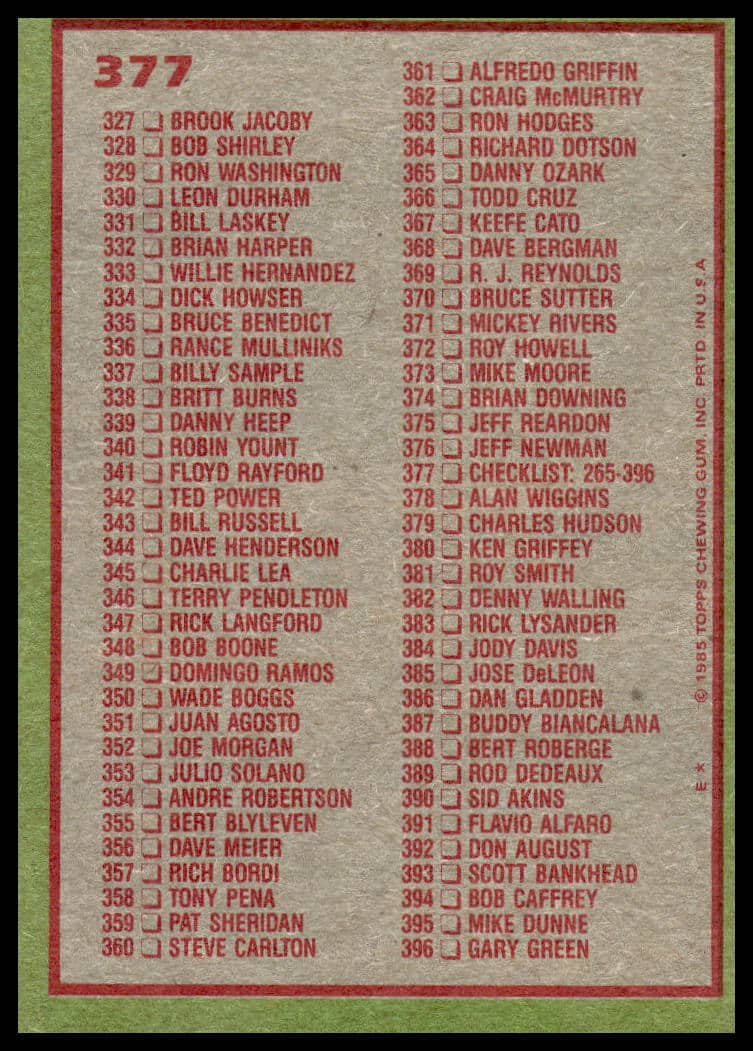 377
327 BROOK JACOBY
328 BOB SHIRLEY
329 RON WASHINGTON
330 LEON DURHAM
331 BILL LASKEY
332 BRIAN HARPER
333 WILLIE HERNANDEZ
334 DICK HOWSER
335 BRUCE BENEDICT
336 RANCE MULLINIKS
337 BILLY SAMPLE
338 BRITT BURNS
339 DANNY HEEP
340 ROBIN YOUNT
341 FLOYD RAYFORD
342 TED POWER
343 BILL RUSSELL
344 DAVE HENDERSON
345 CHARLIE LEA
346 TERRY PENDLETON
347 RICK LANGFORD
348 BOB BOONE
349 DOMINGO RAMOS
350 WADE BOGGS
351 JUAN AGOSTO
352 JOE MORGAN
353 JULIO SOLANO
354 ANDRE ROBERTSON
355 BERT BLYLEVEN
356 DAVE MEIER
357 RICH BORDI
358 TONY PENA
359 PAT SHERIDAN
360 STEVE CARLTON
361 ALFREDO GRIFFIN
362 CRAIG McMURTRY
363 RON HODGES
364 RICHARD DOTSON
365 DANNY OZARK
366 TODD CRUZ
367 KEEFE CATO
368 DAVE BERGMAN
369 R. J. REYNOLDS
370 BRUCE SUTTER
371 MICKEY RIVERS
372 ROY HOWELL
373 MIKE MOORE
374 BRIAN DOWNING
375 JEFF REARDON
376 JEFF NEWMAN
377 CHECKLIST: 265-396
378 ALAN WIGGINS
379 CHARLES HUDSON
380 KEN GRIFFEY
381 ROY SMITH
382 DENNY WALLING
383 RICK LYSANDER
384 JODY DAVIS
385 JOSE DeLEON
386 DAN GLADDEN
387 BUDDY BIANCALANA
388 BERT ROBERGE
389 ROD DEDEAUX
390 SID AKINS
391 FLAVIO ALFARO
392 DON AUGUST
393 SCOTT BANKHEAD
394 BOB CAFFREY
395 MIKE DUNNE
396 GARY GREEN
E * © 1985 TOPPS CHEWING GUM, INC. PRTD. IN U.S.A.